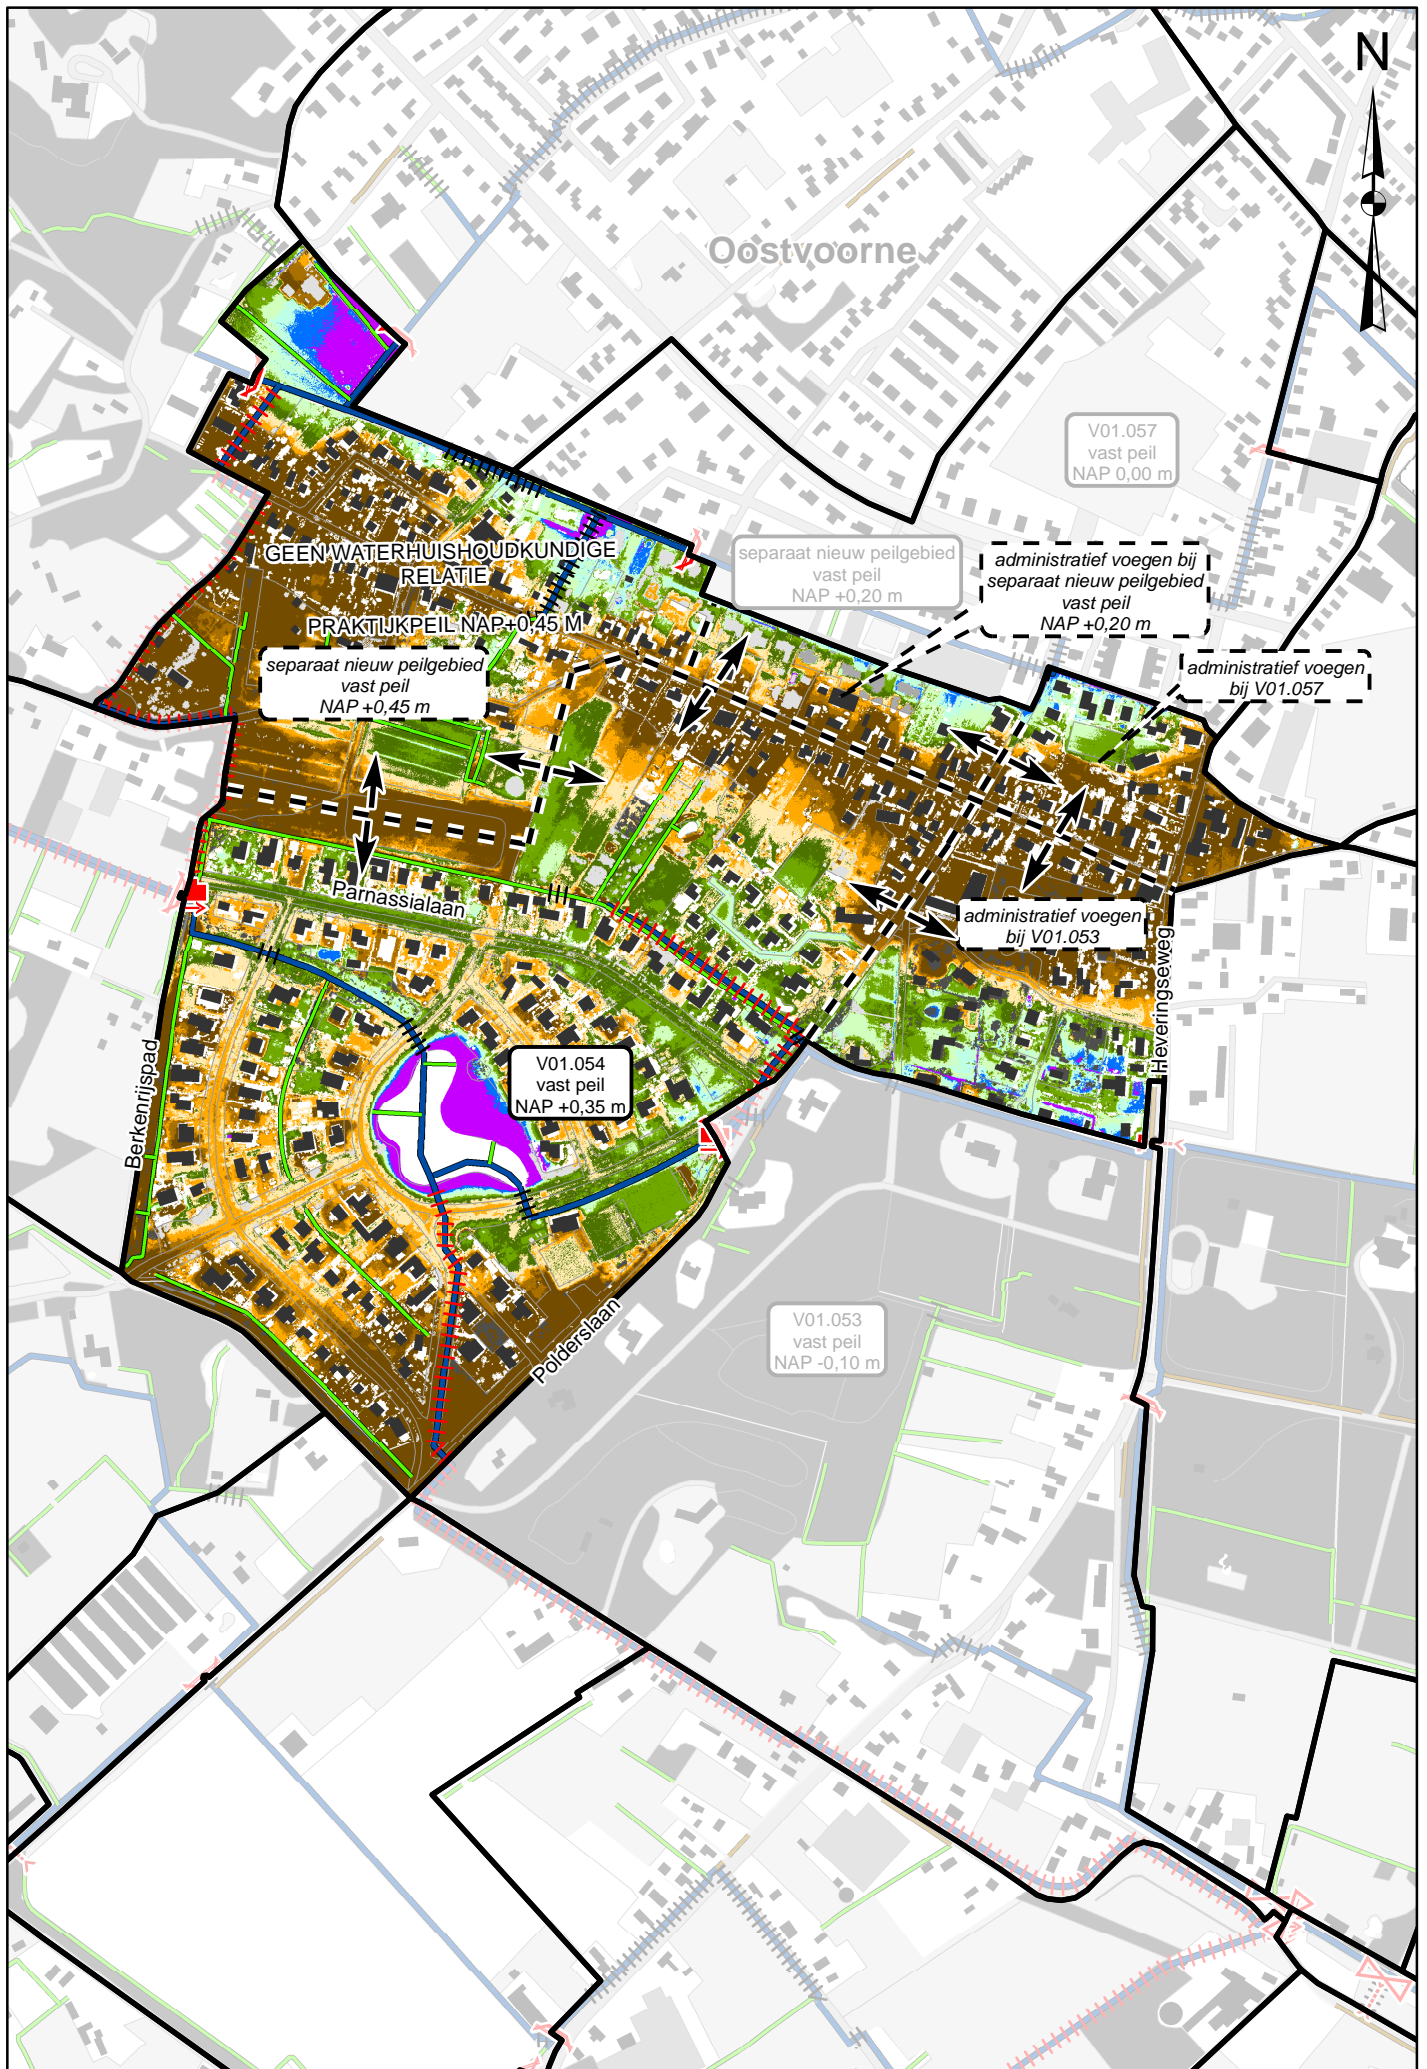 N
Oostvoorne
V01.057
vast peil
NAP 0,00 m
separaat nieuw peilgebied
vast peil
NAP +0,20 m
administratief voegen bij
separaat nieuw peilgebied
vast peil
NAP +0,20 m
GEEN WATERHUISHOUDKUNDIGE
RELATIE
PRAKTIJKPEIL NAP+0,45 M
separaat nieuw peilgebied
vast peil
NAP +0,45 m
administratief voegen
bij V01.057
Parnassialaan
administratief voegen
bij V01.053
Heveringseweg
V01.054
vast peil
NAP +0,35 m
Berkenrijspad
Polderslaan
V01.053
vast peil
NAP -0,10 m